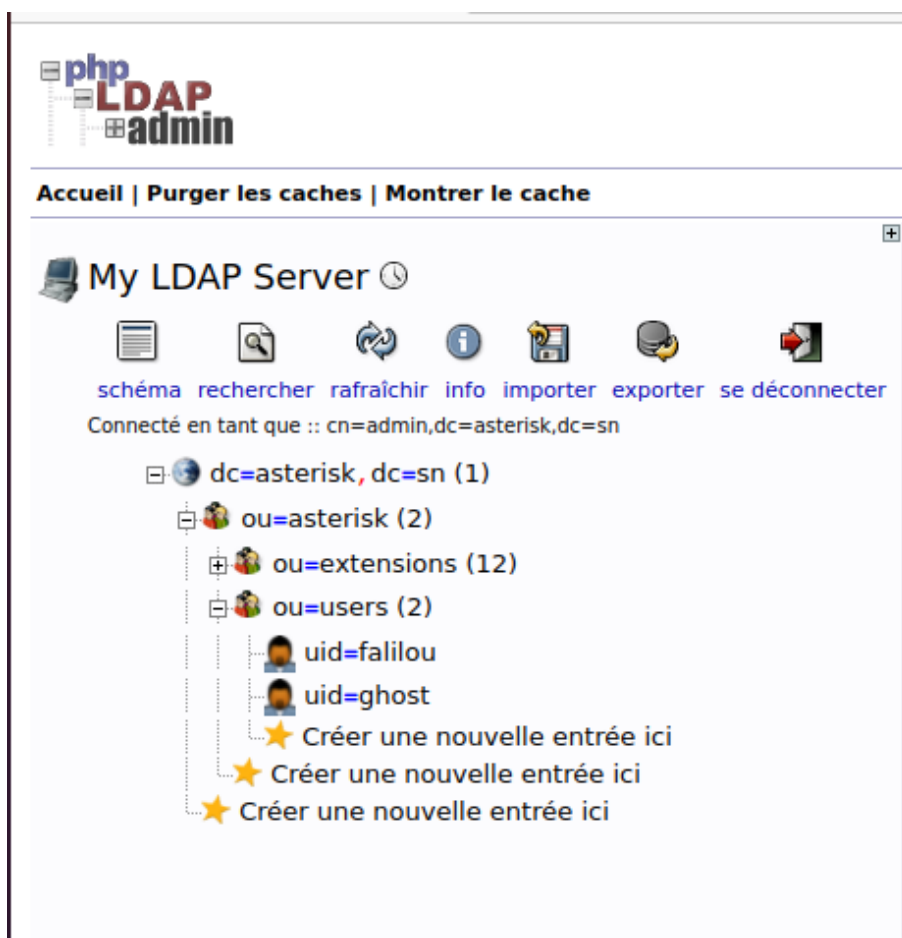 php
LDAP
admin
Accueil | Purger les caches | Montrer le cache
My LDAP Server
schéma rechercher rafraîchir info importer exporter se déconnecter
Connecté en tant que :: cn=admin,dc=asterisk,dc=sn
dc=asterisk, dc=sn (1)
ou=asterisk (2)
ou=extensions (12)
ou=users (2)
uid=falilou
uid=ghost
Créer une nouvelle entrée ici
Créer une nouvelle entrée ici
Créer une nouvelle entrée ici